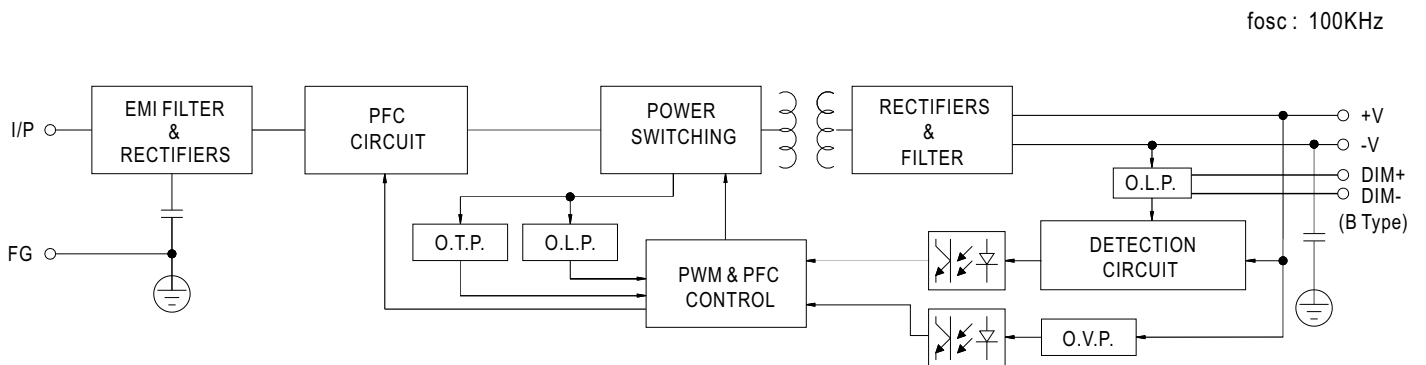 fosc : 100KHz
I/P
EMI FILTER
&
RECTIFIERS
PFC
CIRCUIT
POWER
SWITCHING
RECTIFIERS
&
FILTER
+V
-V
O.L.P.
DIM+
DIM-
(B Type)
FG
O.T.P.
O.L.P.
PWM & PFC
CONTROL
DETECTION
CIRCUIT
O.V.P.